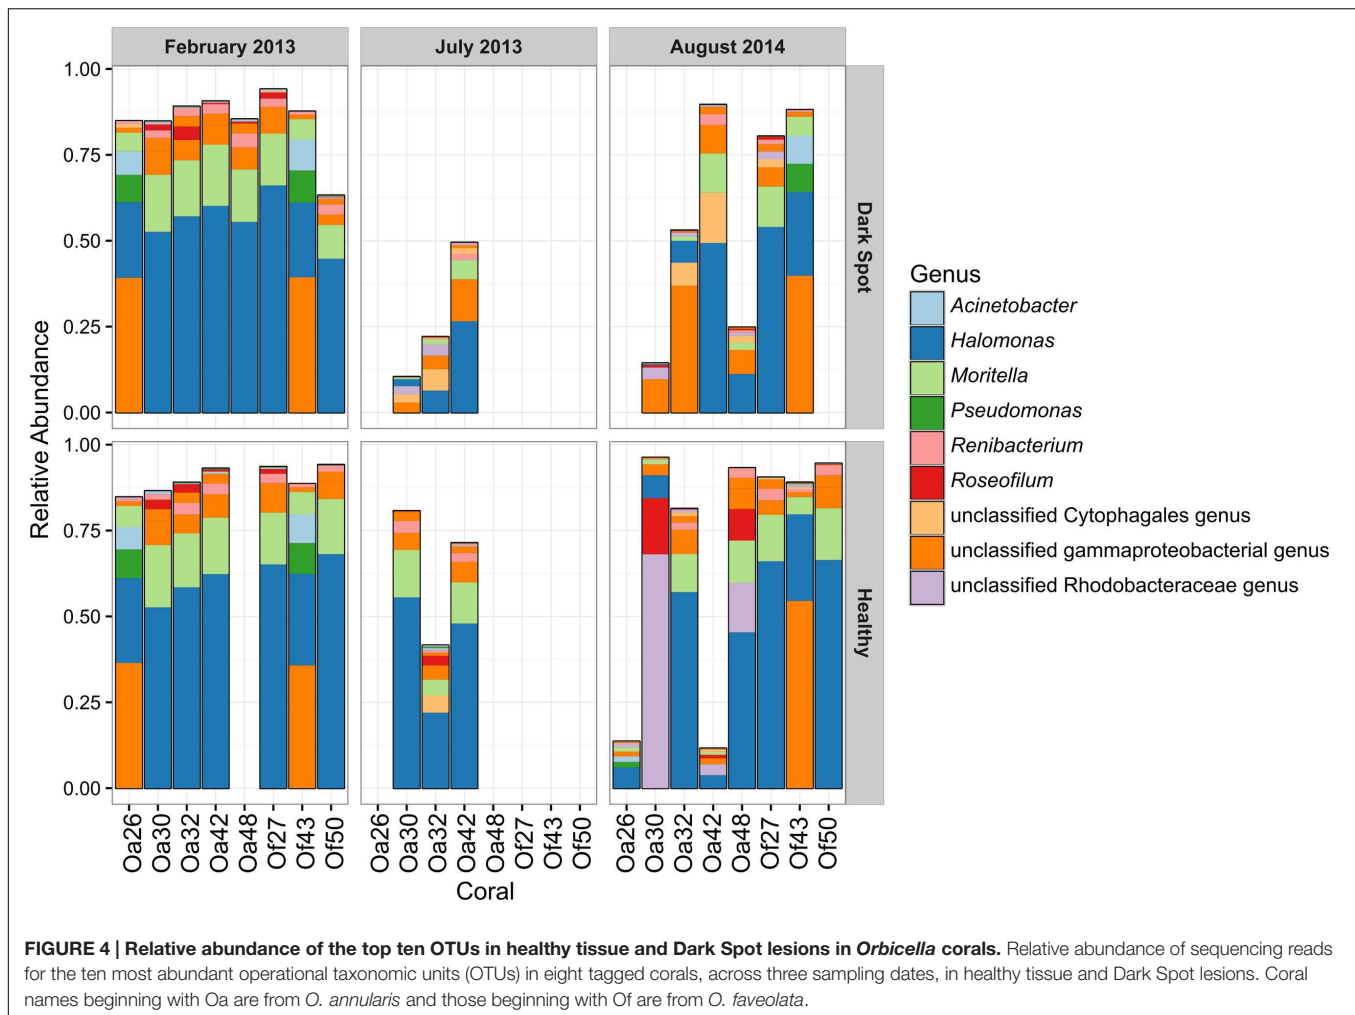 February 2013
July 2013
August 2014
Relative Abundance
1.00
0.75
0.50
0.25
0.00
Dark Spot
1.00
0.75
0.50
0.25
0.00
Healthy
Oa26 Oa30 Oa32 Oa42 Oa48 Of27 Of43 Of50
Oa26 Oa30 Oa32 Oa42 Oa48 Of27 Of43 Of50
Oa26 Oa30 Oa32 Oa42 Oa48 Of27 Of43 Of50
Coral
Genus
Acinetobacter
Halomonas
Moritella
Pseudomonas
Renibacterium
Roseofilum
unclassified Cytophagales genus
unclassified gammaproteobacterial genus
unclassified Rhodobacteraceae genus
FIGURE 4 | Relative abundance of the top ten OTUs in healthy tissue and Dark Spot lesions in Orbicella corals. Relative abundance of sequencing reads
for the ten most abundant operational taxonomic units (OTUs) in eight tagged corals, across three sampling dates, in healthy tissue and Dark Spot lesions. Coral
names beginning with Oa are from O. annularis and those beginning with Of are from O. faveolata.